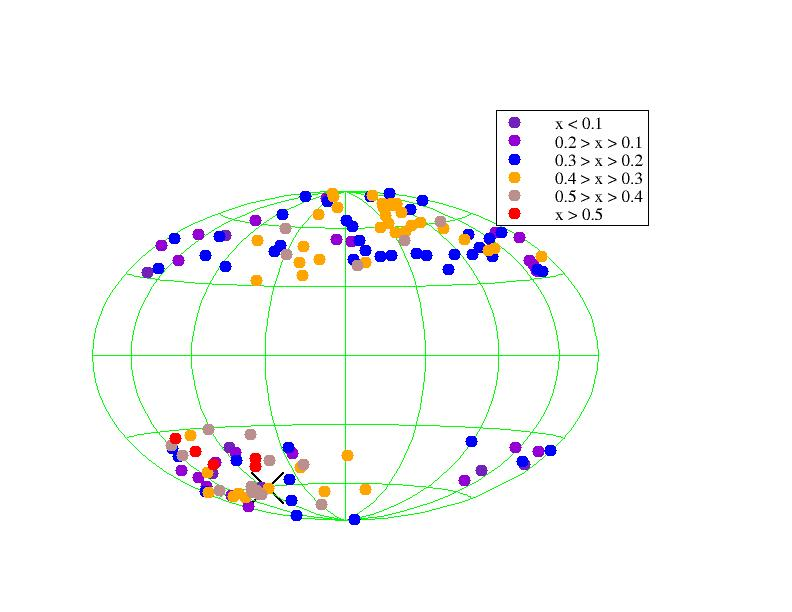 x < 0.1
0.2 > x > 0.1
0.3 > x > 0.2
0.4 > x > 0.3
0.5 > x > 0.4
x > 0.5